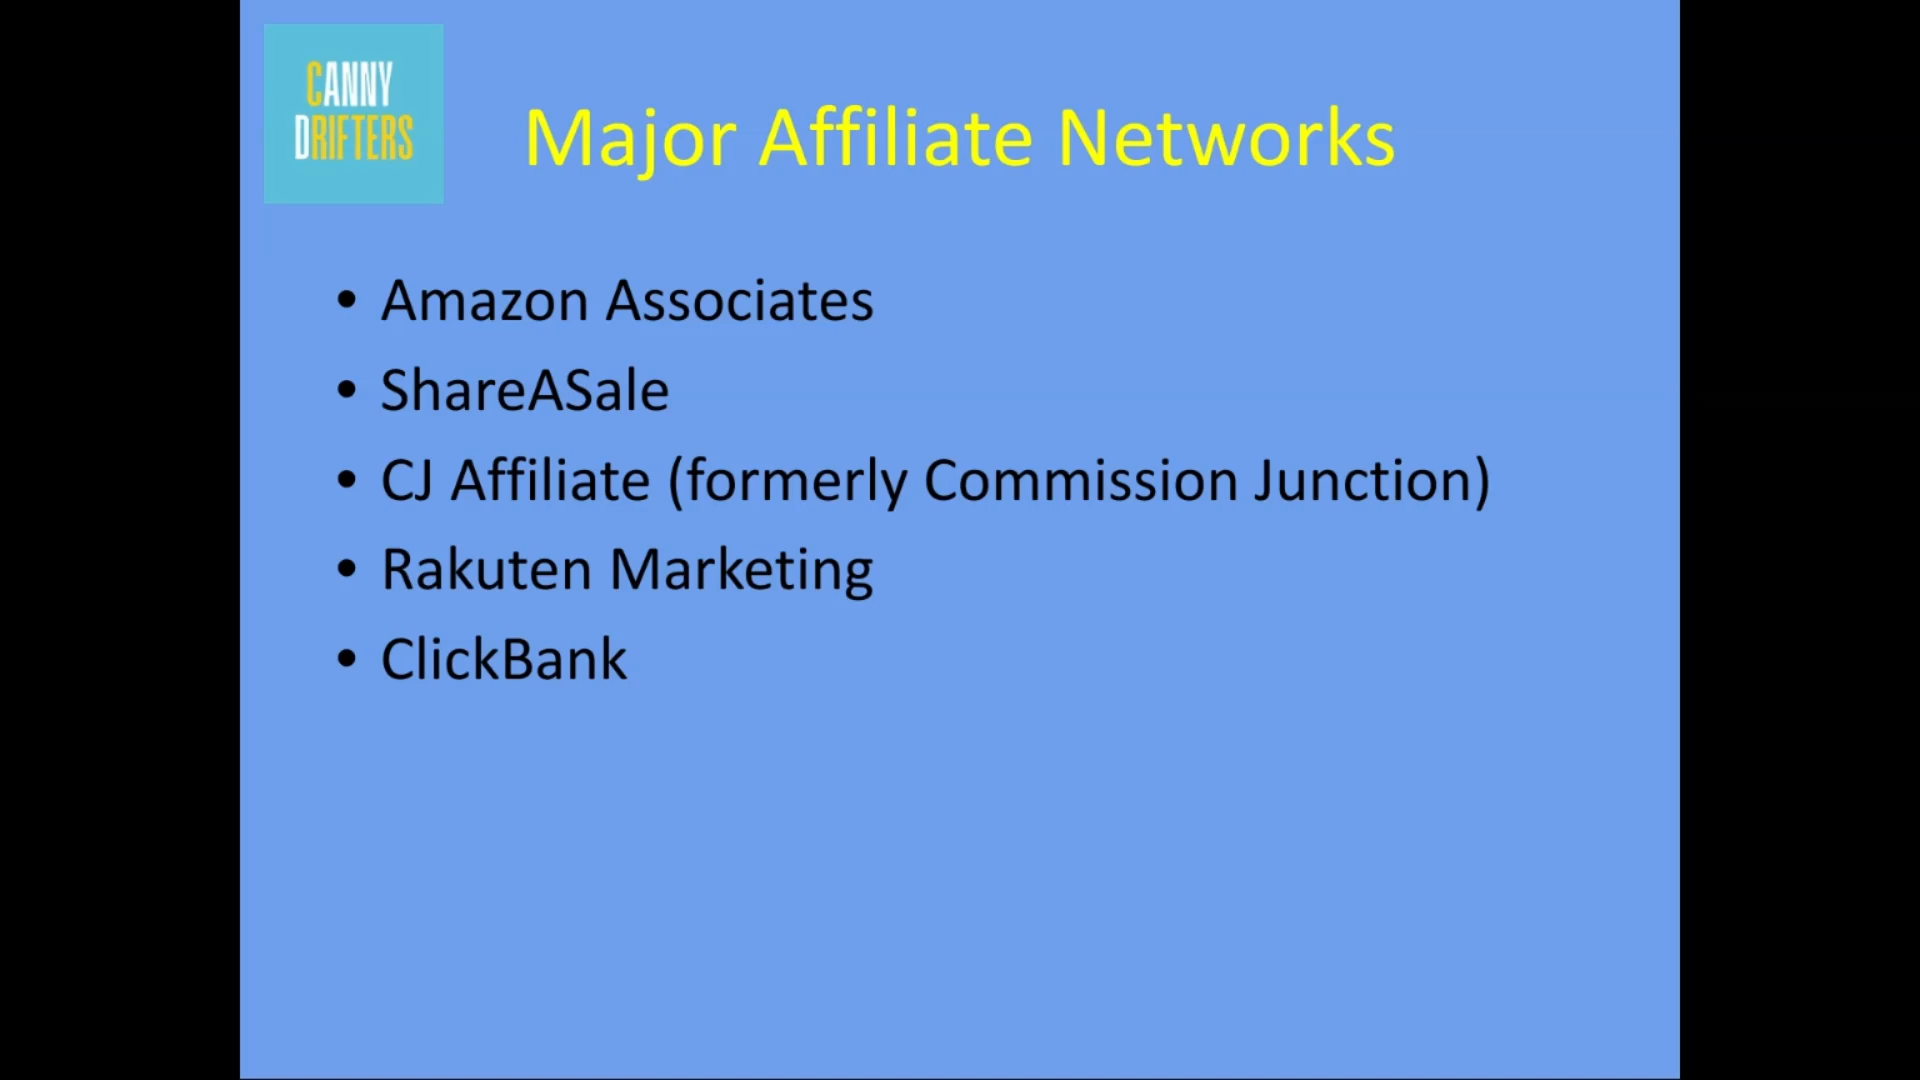 CANNY
DRIFTERS
Major Affiliate Networks
• Amazon Associates
• ShareASale
• CJ Affiliate (formerly Commission Junction)
• Rakuten Marketing
• ClickBank